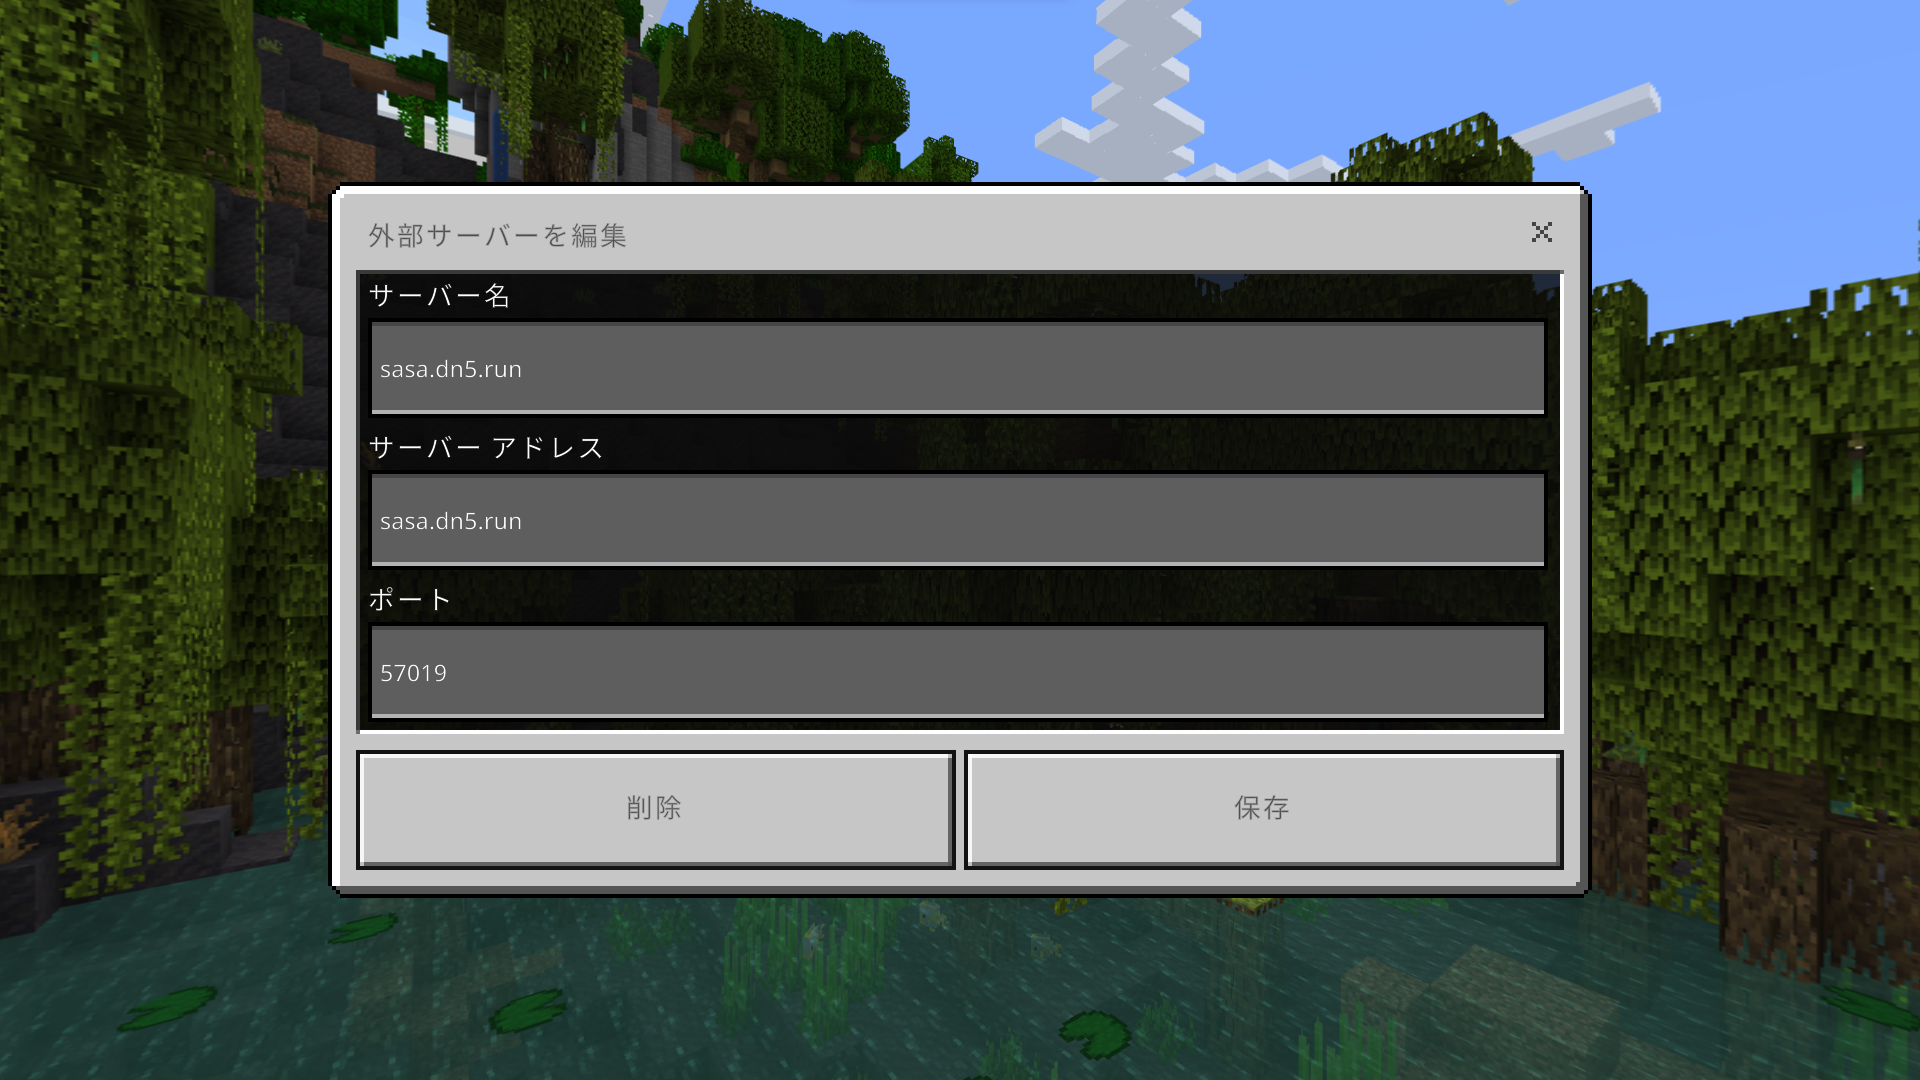 外部サーバーを編集
サーバー名
sasa.dn5.run
サーバー アドレス
sasa.dn5.run
ポート
57019
削除
保存